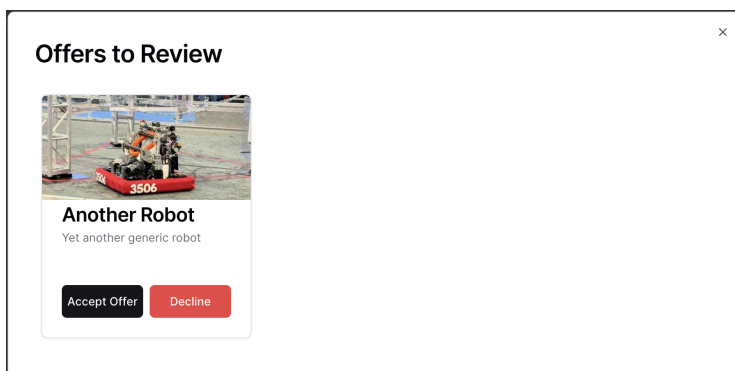 Offers to Review
3506
Another Robot
Yet another generic robot
Accept Offer
Decline